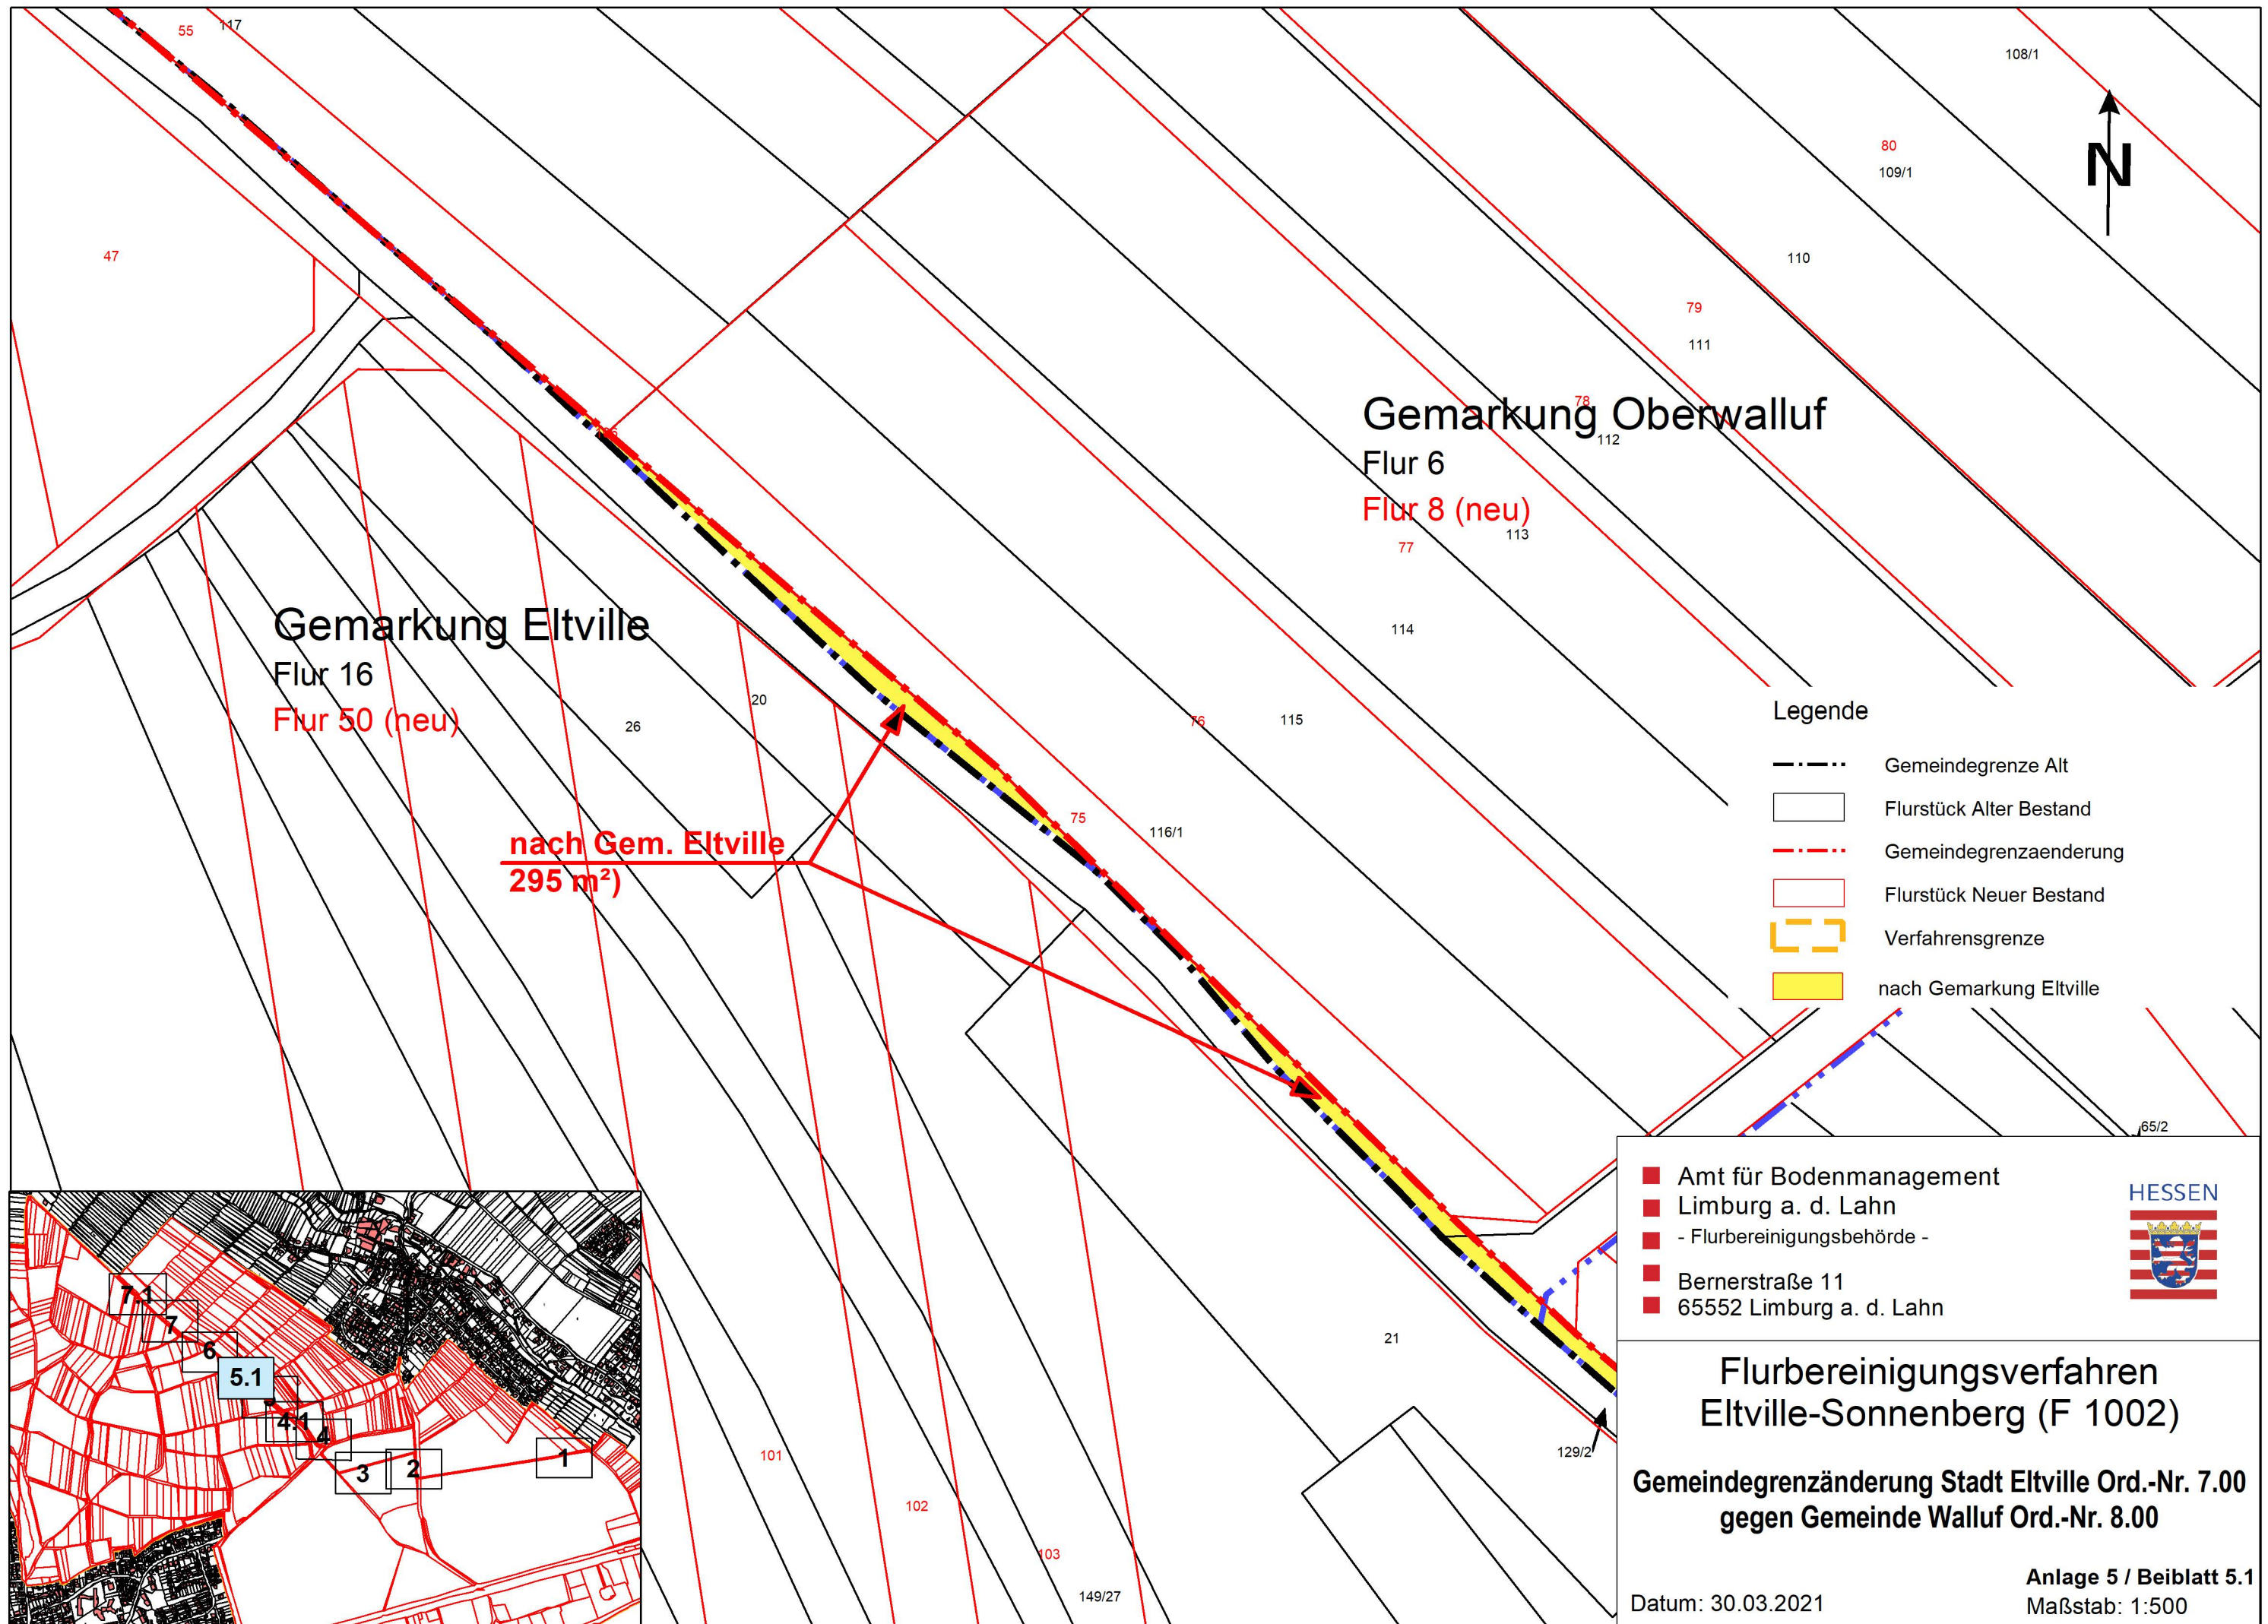 55
117
108/1
80
109/1
N
47
110
79
111
Gemarkung Oberwalluf
78
112
Flur 6
Flur 8 (neu)
113
77
114
Gemarkung Eltville
Flur 16
Flur 50 (neu)
20
26
76
115
75
116/1
nach Gem. Eltville
295 m²)
Legende
Gemeindegrenze Alt
Flurstück Alter Bestand
Gemeindegrenzaenderung
Flurstück Neuer Bestand
Verfahrensgrenze
nach Gemarkung Eltville
65/2
Amt für Bodenmanagement
Limburg a. d. Lahn
- Flurbereinigungsbehörde -
Bernerstraße 11
65552 Limburg a. d. Lahn
HESSEN
7.1
7
6
5.1
4.1
4
3
2
1
21
129/2
101
102
103
149/27
Flurbereinigungsverfahren
Eltville-Sonnenberg (F 1002)
Gemeindegrenzänderung Stadt Eltville Ord.-Nr. 7.00
gegen Gemeinde Walluf Ord.-Nr. 8.00
Anlage 5 / Beiblatt 5.1
Datum: 30.03.2021
Maßstab: 1:500